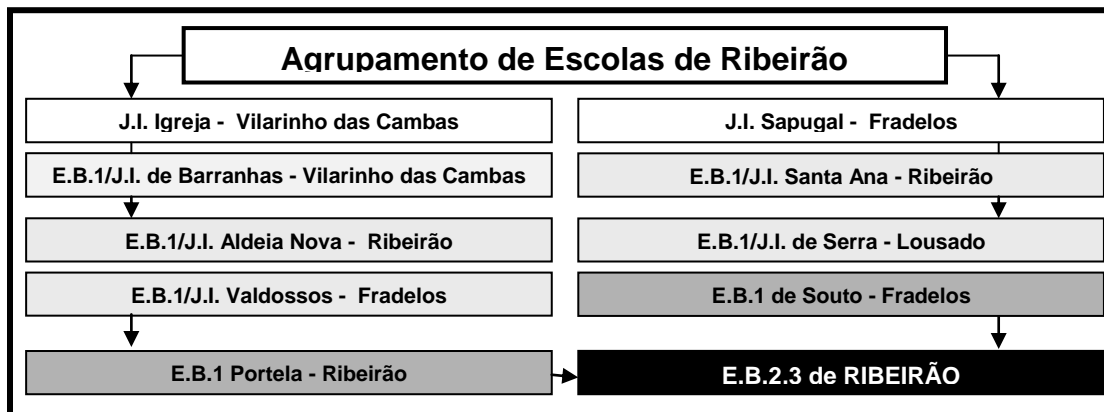 Agrupamento de Escolas de Ribeirão
J.I. Igreja - Vilarinho das Cambas
J.I. Sapugal - Fradelos
E.B.1/J.I. de Barranhas - Vilarinho das Cambas
E.B.1/J.I. Santa Ana - Ribeirão
E.B.1/J.I. Aldeia Nova - Ribeirão
E.B.1/J.I. de Serra - Lousado
E.B.1/J.I. Valdossos - Fradelos
E.B.1 de Souto - Fradelos
E.B.1 Portela - Ribeirão
E.B.2.3 de RIBEIRÃO